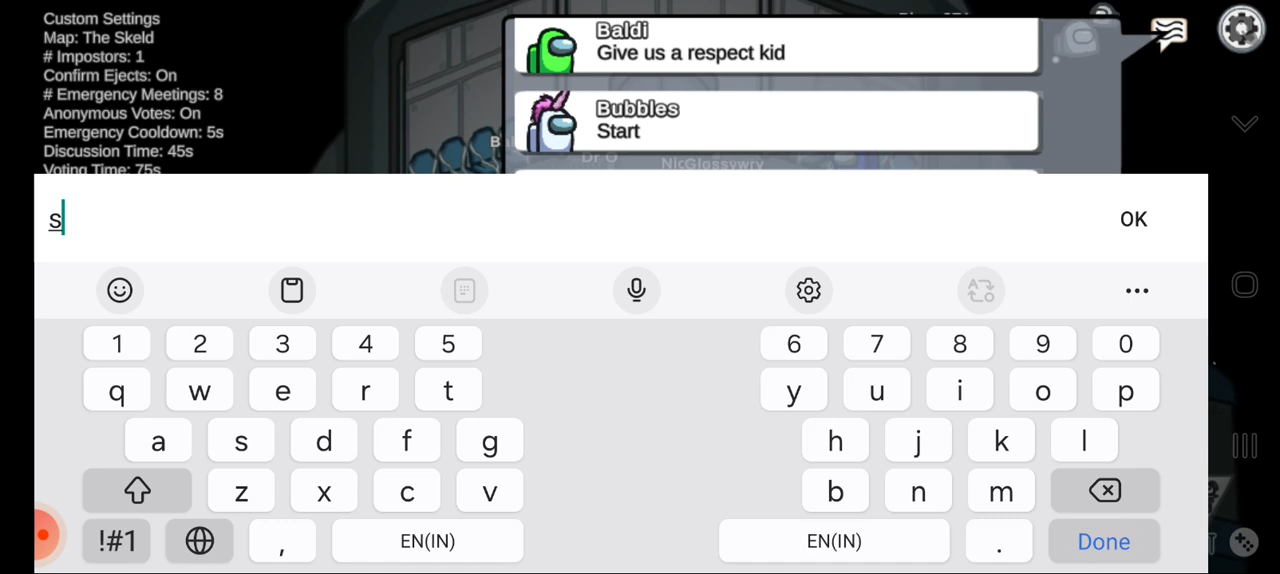 Custom Settings
Map: The Skeld
# Impostors: 1
Confirm Ejects: On
# Emergency Meetings: 8
Anonymous Votes: On
Emergency Cooldown: 5s
Discussion Time: 45s
Voting Time: 75s
Baldi
Give us a respect kid
Bubbles
Start
Dr O
NicGlossywry
s
OK
1 2 3 4 5 6 7 8 9 0
q w e r t y u i o p
a s d f g h j k l
z x c v b n m
!#1 , EN(IN) EN(IN) . Done